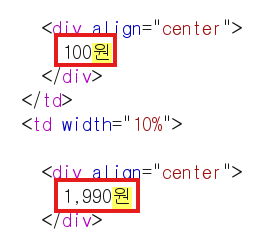 <div align="center">
100원
</div>
</td>
<td width="10%">
<div align="center">
1,990원
</div>